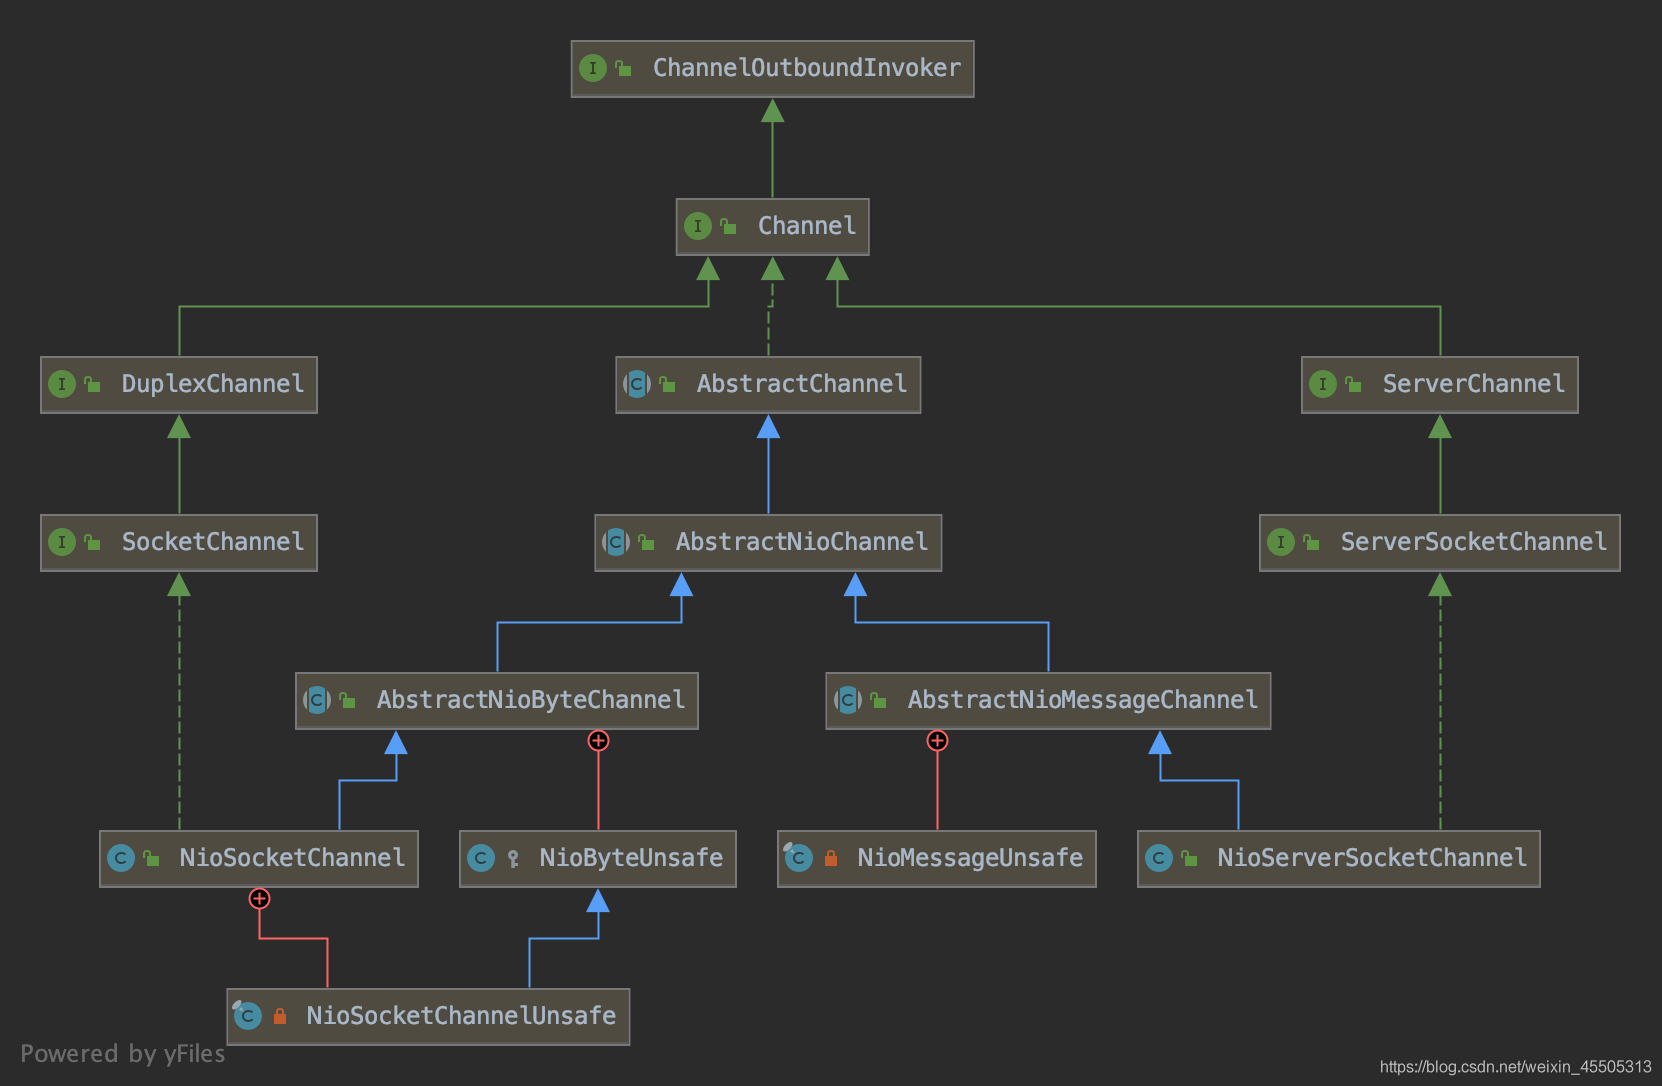 ChannelOutboundInvoker
Channel
DuplexChannel
AbstractChannel
ServerChannel
SocketChannel
AbstractNioChannel
ServerSocketChannel
AbstractNioByteChannel
AbstractNioMessageChannel
NioSocketChannel
NioByteUnsafe
NioMessageUnsafe
NioServerSocketChannel
NioSocketChannelUnsafe
Powered by yFiles
https://blog.csdn.net/weixin_45505313